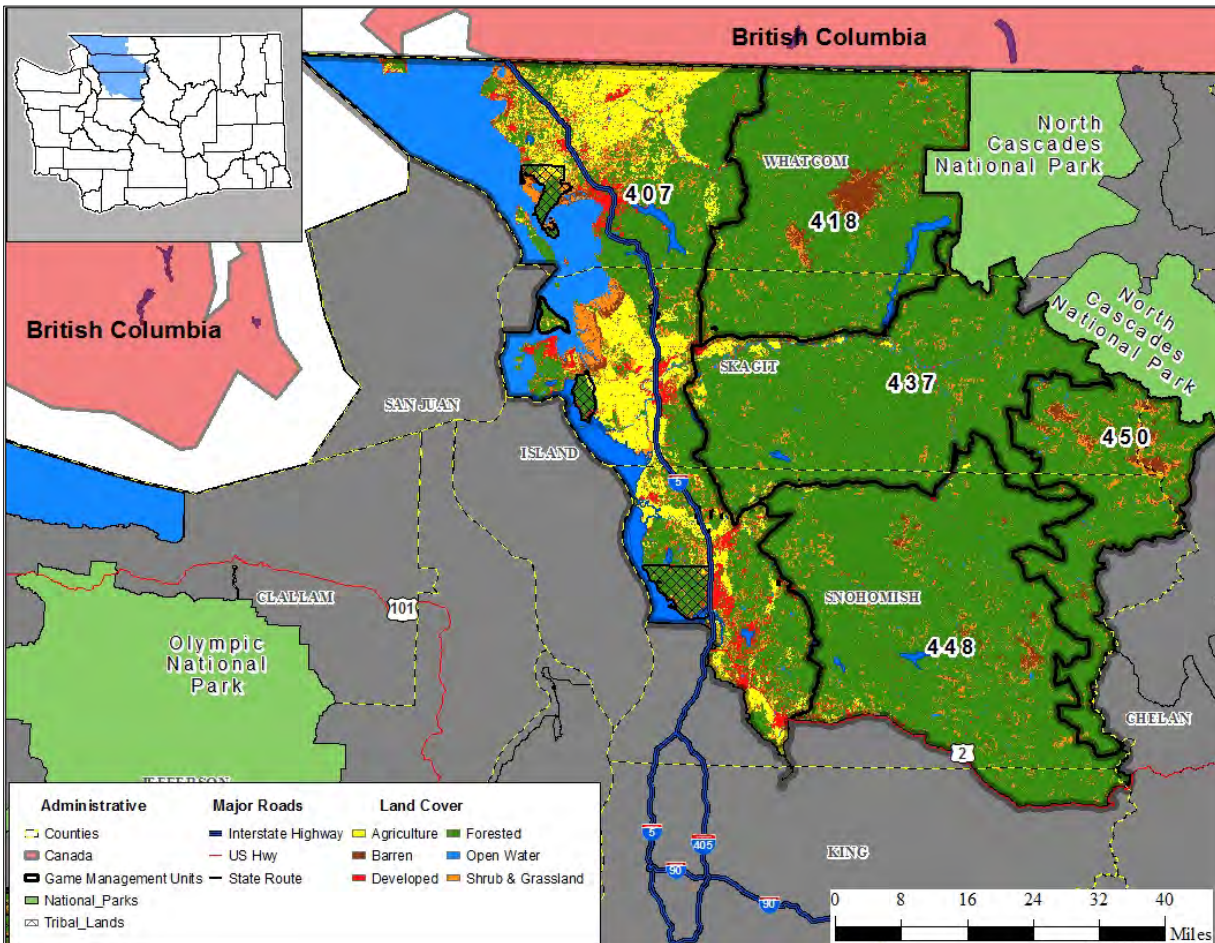 British Columbia
North
Cascades
National Park
WHATCOM
407
418
North
Cascades
National Park
British Columbia
SKAGIT
437
SAN JUAN
450
ISLAND
5
CLALLAM
101
SNOHOMISH
Olympic
National
Park
448
CHELAN
2
JEFFERSON
Administrative
Counties
Canada
Game Management Units
National_Parks
Tribal_Lands
Major Roads
Interstate Highway
US Hwy
State Route
Land Cover
Agriculture
Barren
Developed
Forested
Open Water
Shrub & Grassland
5
405
90
90
KING
0 8 16 24 32 40
Miles